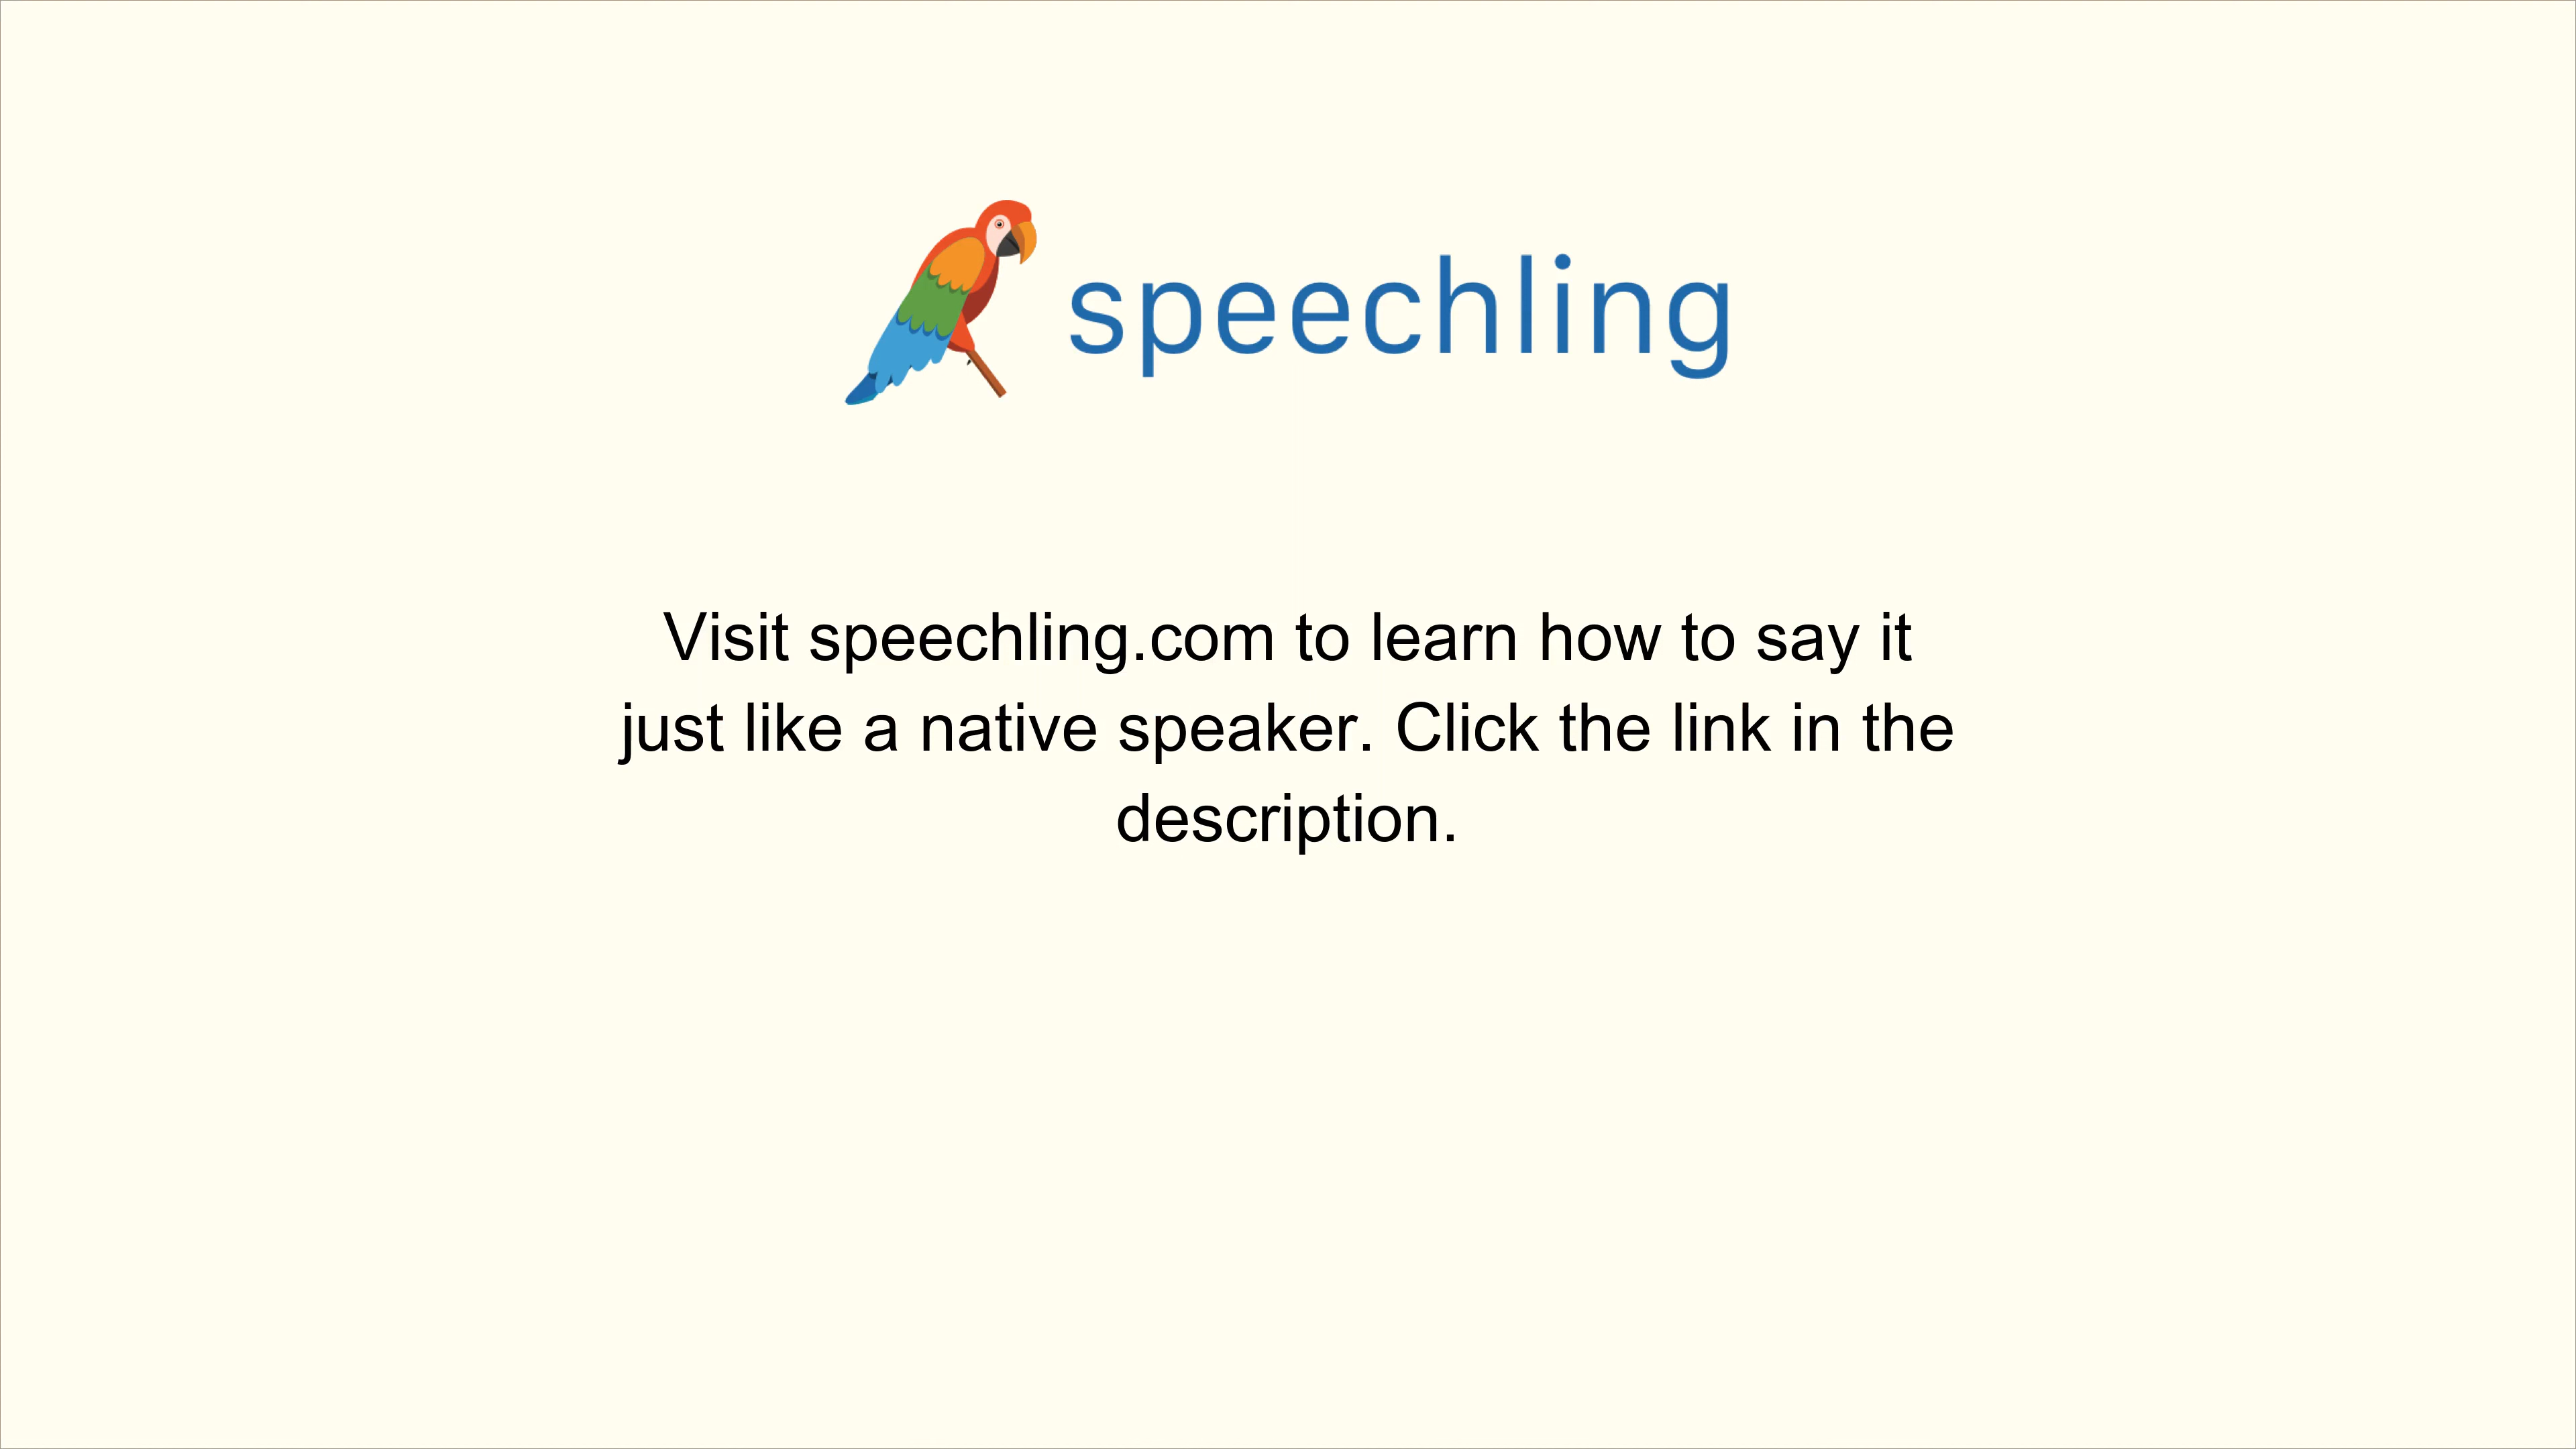 speechling
Visit speechling.com to learn how to say it
just like a native speaker. Click the link in the
description.